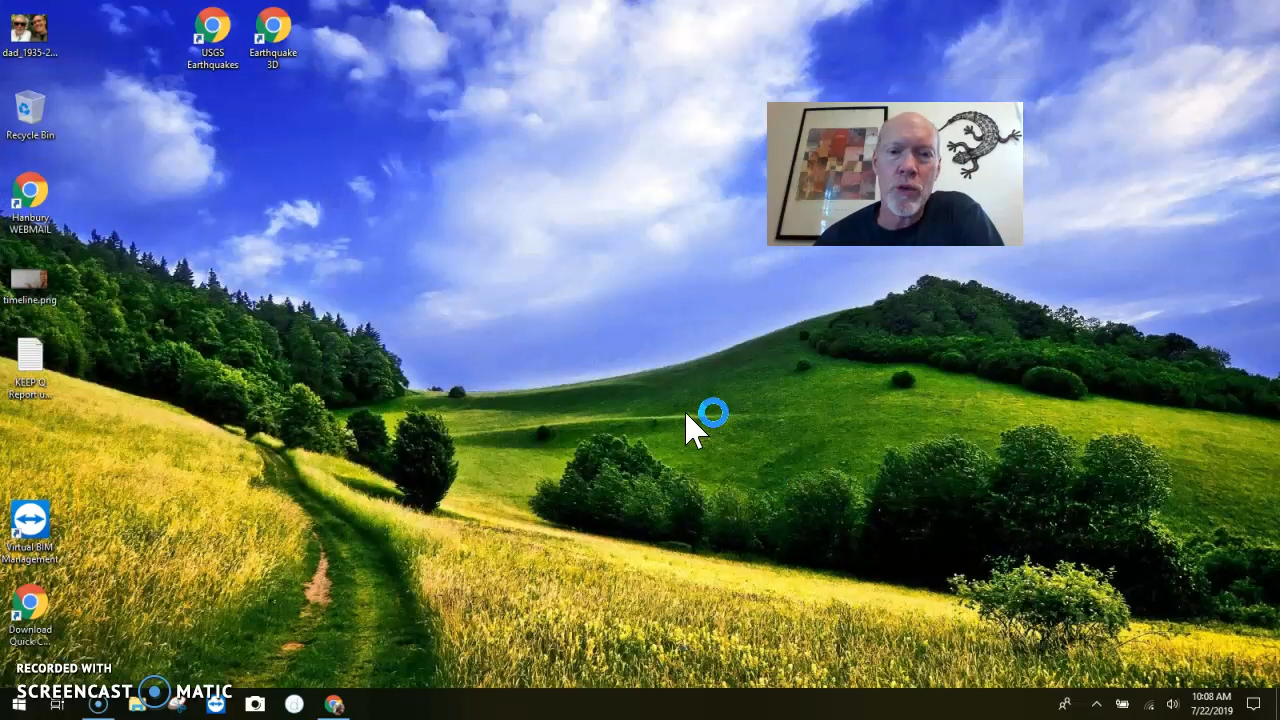 dad_1935-2...
USGS
Earthquakes
Earthquake
3D
Recycle Bin
Hanbury
WEBMAIL
timeline.png
KEEP Q
Report u...
Virtual BIM
Management
Download
Quick C...
RECORDED WITH
SCREENCAST MATIC
10:08 AM
7/22/2019